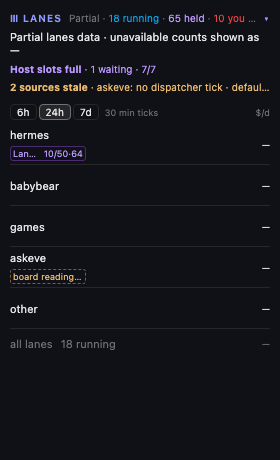 LANES Partial · 18 running · 65 held · 10 you ...
Partial lanes data · unavailable counts shown as
—
Host slots full · 1 waiting · 7/7
2 sources stale · askeve: no dispatcher tick · defaul...
6h 24h 7d 30 min ticks $/d
hermes
—
Lan... 10/50·64
babybear —
games —
askeve
—
board reading...
other —
all lanes 18 running —